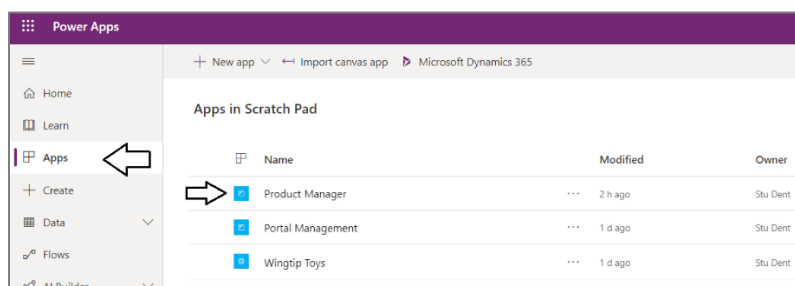 Power Apps
New app
Import canvas app
Microsoft Dynamics 365
Home
Learn
Apps
Create
Data
Flows
AI Builder
Apps in Scratch Pad
Name Modified Owner
Product Manager ... 2 h ago Stu Dent
Portal Management ... 1 d ago Stu Dent
Wingtip Toys ... 1 d ago Stu Dent